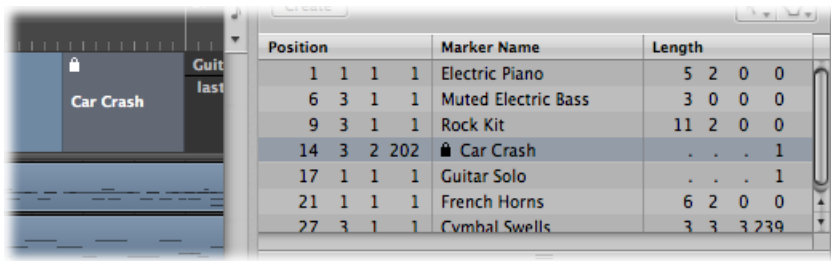 Create
Position Marker Name Length
Guit
last
Car Crash
1 1 1 1 Electric Piano 5 2 0 0
6 3 1 1 Muted Electric Bass 3 0 0 0
9 3 1 1 Rock Kit 11 2 0 0
14 3 2 202 Car Crash . . . 1
17 1 1 1 Guitar Solo . . . 1
21 1 1 1 French Horns 6 2 0 0
27 3 1 1 Cymbal Swells 3 3 3 239